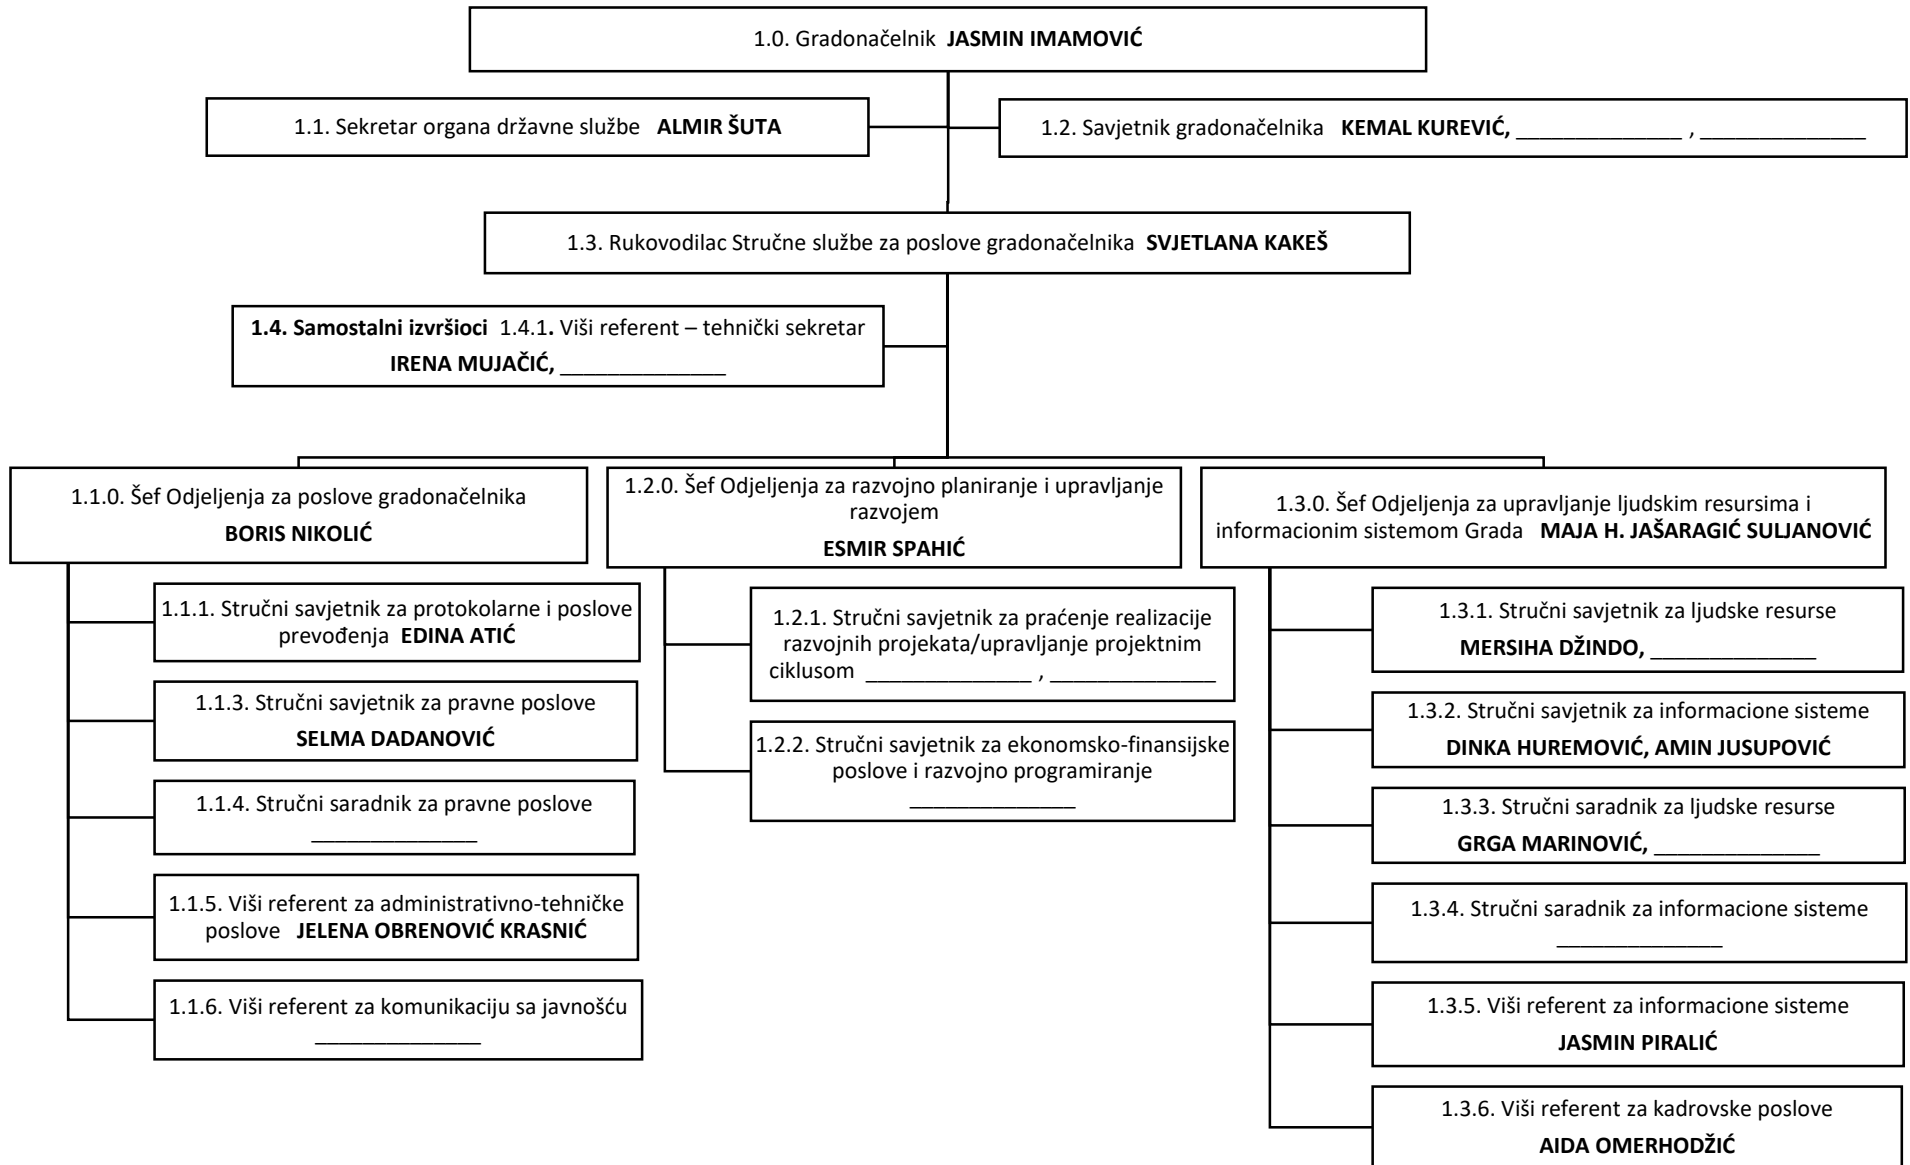 1.0. Gradonačelnik JASMIN IMAMOVIĆ
1.1. Sekretar organa državne službe ALMIR ŠUTA
1.2. Savjetnik gradonačelnika KEMAL KUREVIĆ, ______________ , ______________
1.3. Rukovodilac Stručne službe za poslove gradonačelnika SVJETLANA KAKEŠ
1.4. Samostalni izvršioci 1.4.1. Viši referent – tehnički sekretar
IRENA MUJAČIĆ, ______________
1.1.0. Šef Odjeljenja za poslove gradonačelnika
BORIS NIKOLIĆ
1.1.1. Stručni savjetnik za protokolarne i poslove
prevođenja EDINA ATIĆ
1.1.3. Stručni savjetnik za pravne poslove
SELMA DADANOVIĆ
1.1.4. Stručni saradnik za pravne poslove
______________
1.1.5. Viši referent za administrativno-tehničke
poslove JELENA OBRENOVIĆ KRASNIĆ
1.1.6. Viši referent za komunikaciju sa javnošću
______________
1.2.0. Šef Odjeljenja za razvojno planiranje i upravljanje
razvojem
ESMIR SPAHIĆ
1.2.1. Stručni savjetnik za praćenje realizacije
razvojnih projekata/upravljanje projektnim
ciklusom ______________ , ______________
1.2.2. Stručni savjetnik za ekonomsko-finansijske
poslove i razvojno programiranje
______________
1.3.0. Šef Odjeljenja za upravljanje ljudskim resursima i
informacionim sistemom Grada MAJA H. JAŠARAGIĆ SULJANOVIĆ
1.3.1. Stručni savjetnik za ljudske resurse
MERSIHA DŽINDO, ______________
1.3.2. Stručni savjetnik za informacione sisteme
DINKA HUREMOVIĆ, AMIN JUSUPOVIĆ
1.3.3. Stručni saradnik za ljudske resurse
GRGA MARINOVIĆ, ______________
1.3.4. Stručni saradnik za informacione sisteme
______________
1.3.5. Viši referent za informacione sisteme
JASMIN PIRALIĆ
1.3.6. Viši referent za kadrovske poslove
AIDA OMERHODŽIĆ